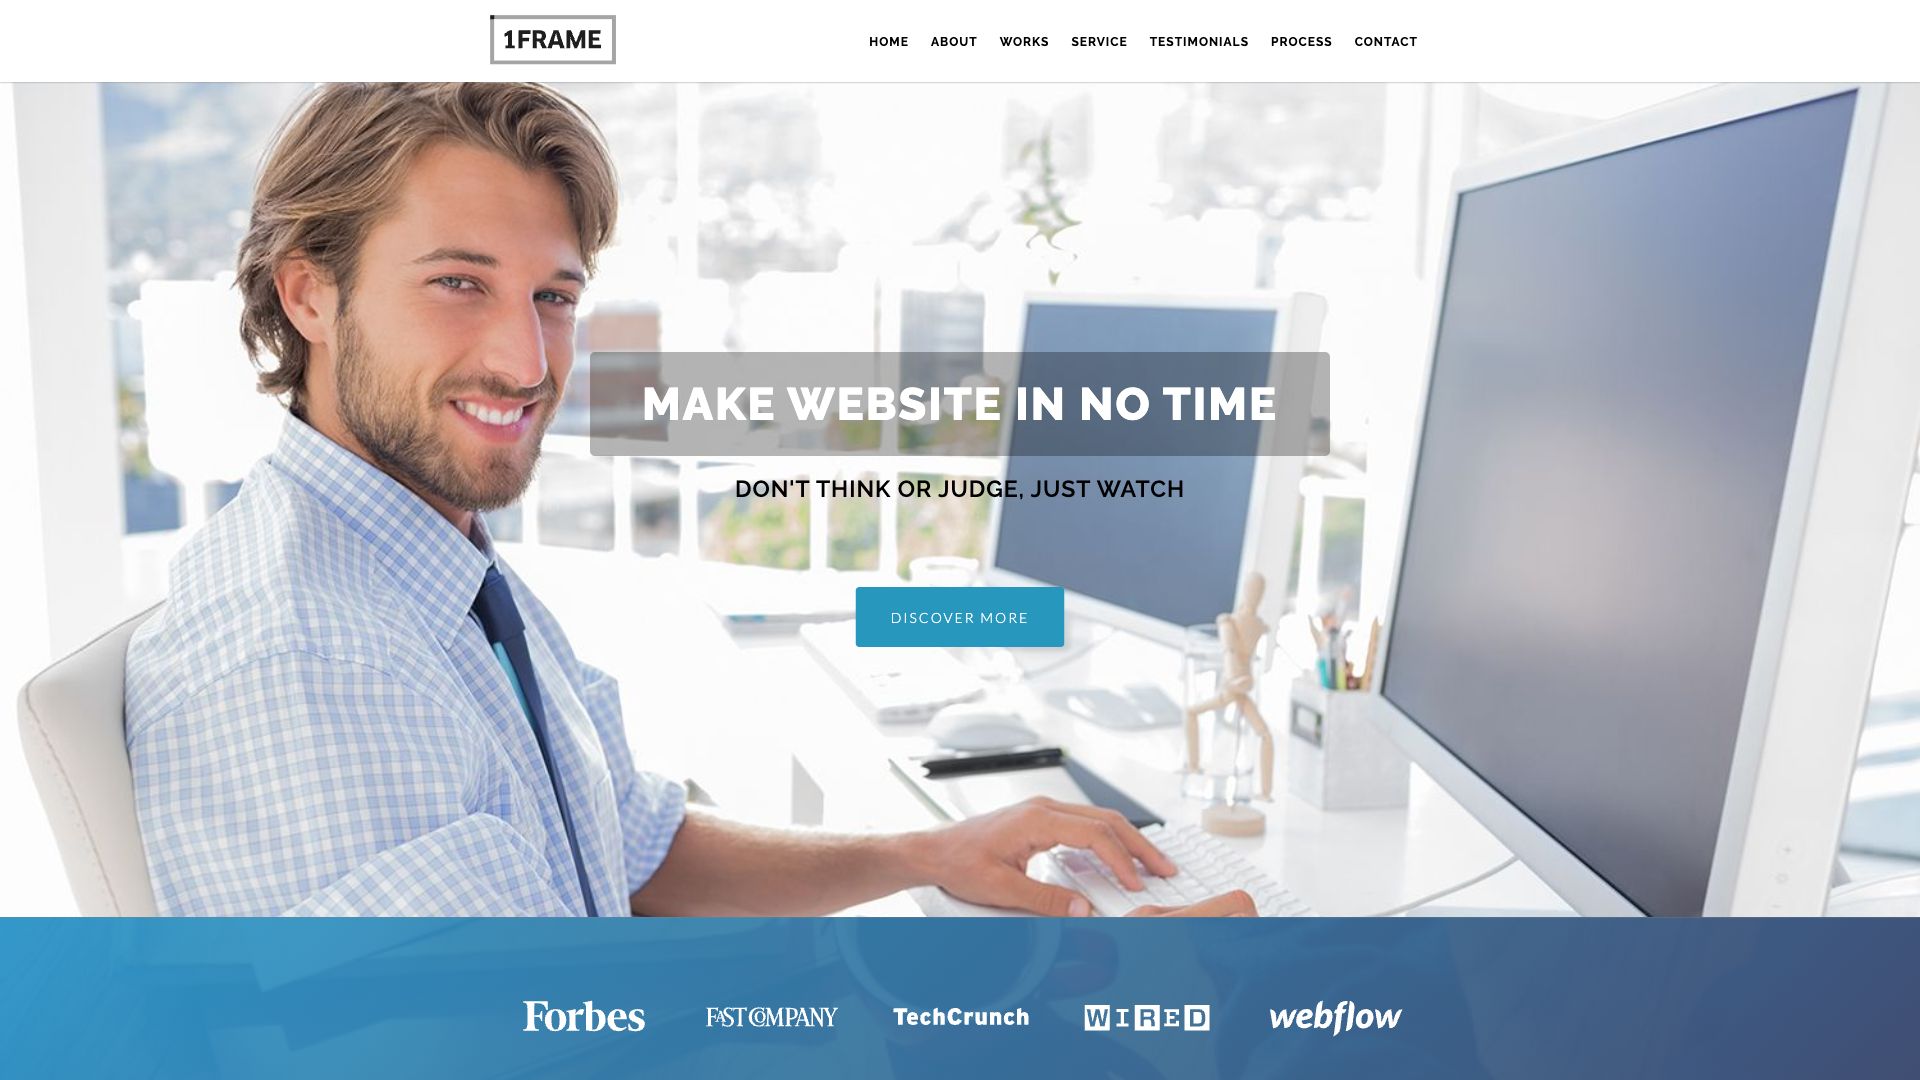 1FRAME
HOME ABOUT WORKS SERVICE TESTIMONIALS PROCESS CONTACT
MAKE WEBSITE IN NO TIME
DON'T THINK OR JUDGE, JUST WATCH
DISCOVER MORE
Forbes FAST COMPANY TechCrunch WIRED webflow